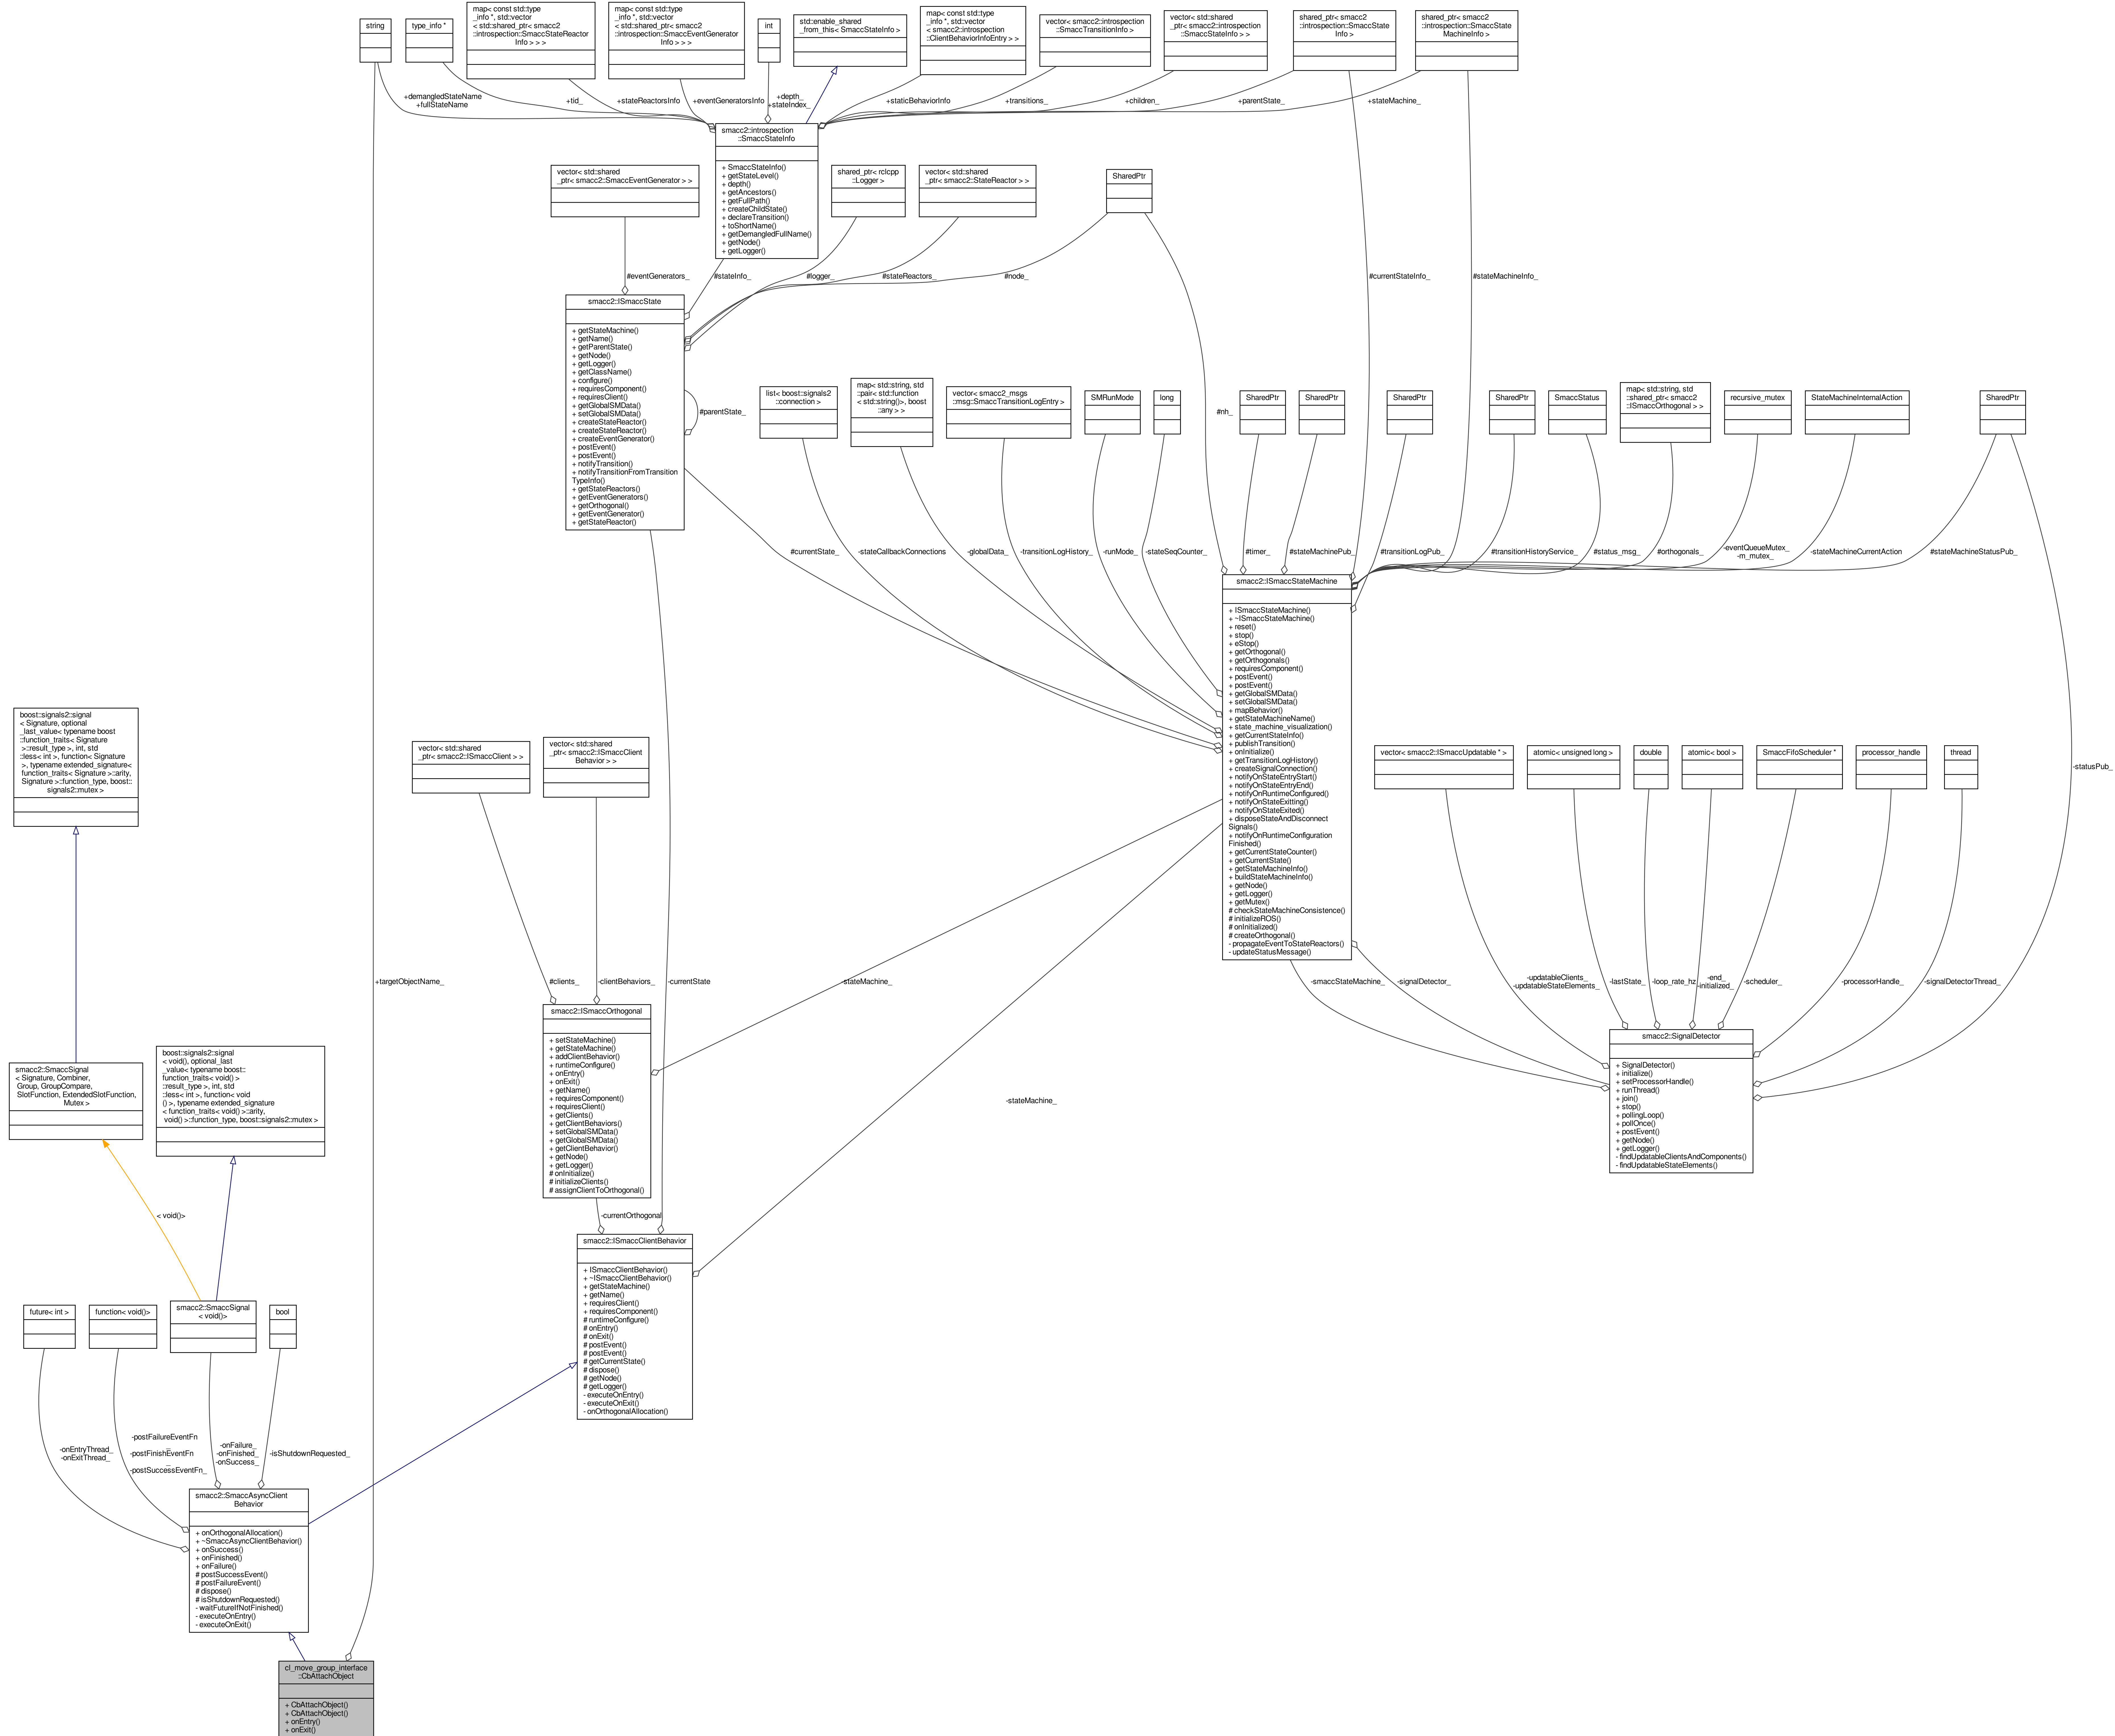 string
type_info *
map< const std::type
_info *, std::vector
< std::shared_ptr< smacc2
::introspection::SmaccStateReactor
Info > > >
map< const std::type
_info *, std::vector
< std::shared_ptr< smacc2
::introspection::SmaccEventGenerator
Info > > >
int
std::enable_shared
_from_this< SmaccStateInfo >
map< const std::type
_info *, std::vector
< smacc2::introspection
::ClientBehaviorInfoEntry > >
vector< smacc2::introspection
::SmaccTransitionInfo >
vector< std::shared
_ptr< smacc2::introspection
::SmaccStateInfo > >
shared_ptr< smacc2
::introspection::SmaccState
Info >
shared_ptr< smacc2
::introspection::SmaccState
MachineInfo >
+demangledStateName
+fullStateName
+tid_
+stateReactorsInfo
+eventGeneratorsInfo
+depth_
+stateIndex_
+staticBehaviorInfo
+transitions_
+children_
+parentState_
+stateMachine_
smacc2::introspection
::SmaccStateInfo
+ SmaccStateInfo()
+ getStateLevel()
+ depth()
+ getAncestors()
+ getFullPath()
+ createChildState()
+ declareTransition()
+ toShortName()
+ getDemangledFullName()
+ getNode()
+ getLogger()
vector< std::shared
_ptr< smacc2::SmaccEventGenerator > >
shared_ptr< rclcpp
::Logger >
vector< std::shared
_ptr< smacc2::StateReactor > >
SharedPtr
#eventGenerators_
#stateInfo_
#logger_
#stateReactors_
#node_
#currentStateInfo_
#stateMachineInfo_
smacc2::ISmaccState
+ getStateMachine()
+ getName()
+ getParentState()
+ getNode()
+ getLogger()
+ getClassName()
+ configure()
+ requiresComponent()
+ requiresClient()
+ getGlobalSMData()
+ setGlobalSMData()
+ createStateReactor()
+ createStateReactor()
+ createEventGenerator()
+ postEvent()
+ postEvent()
+ notifyTransition()
+ notifyTransitionFromTransition
TypeInfo()
+ getStateReactors()
+ getEventGenerators()
+ getOrthogonal()
+ getEventGenerator()
+ getStateReactor()
#parentState_
list< boost::signals2
::connection >
map< std::string, std
::pair< std::function
< std::string()>, boost
::any > >
vector< smacc2_msgs
::msg::SmaccTransitionLogEntry >
SMRunMode
long
#nh_
SharedPtr
SharedPtr
SharedPtr
SharedPtr
SmaccStatus
map< std::string, std
::shared_ptr< smacc2
::ISmaccOrthogonal > >
recursive_mutex
StateMachineInternalAction
SharedPtr
#currentState_
-stateCallbackConnections
-globalData_
-transitionLogHistory_
-runMode_
-stateSeqCounter_
#timer_
#stateMachinePub_
#transitionLogPub_
#transitionHistoryService_
#status_msg_
#orthogonals_
-eventQueueMutex_
-m_mutex_
-stateMachineCurrentAction
#stateMachineStatusPub_
smacc2::ISmaccStateMachine
+ ISmaccStateMachine()
+ ~ISmaccStateMachine()
+ reset()
+ stop()
+ eStop()
+ getOrthogonal()
+ getOrthogonals()
+ requiresComponent()
+ postEvent()
+ postEvent()
+ getGlobalSMData()
+ setGlobalSMData()
+ mapBehavior()
+ getStateMachineName()
+ state_machine_visualization()
+ getCurrentStateInfo()
+ publishTransition()
+ onInitialize()
+ getTransitionLogHistory()
+ createSignalConnection()
+ notifyOnStateEntryStart()
+ notifyOnStateEntryEnd()
+ notifyOnRuntimeConfigured()
+ notifyOnStateExitting()
+ notifyOnStateExited()
+ disposeStateAndDisconnect
Signals()
+ notifyOnRuntimeConfiguration
Finished()
+ getCurrentStateCounter()
+ getCurrentState()
+ getStateMachineInfo()
+ buildStateMachineInfo()
+ getNode()
+ getLogger()
+ getMutex()
# checkStateMachineConsistence()
# initializeROS()
# onInitialized()
# createOrthogonal()
- propagateEventToStateReactors()
- updateStatusMessage()
boost::signals2::signal
< Signature, optional
_last_value< typename boost
::function_traits< Signature
>::result_type >, int, std
::less< int >, function< Signature
>, typename extended_signature<
function_traits< Signature >::arity,
Signature >::function_type, boost::
signals2::mutex >
vector< std::shared
_ptr< smacc2::ISmaccClient > >
vector< std::shared
_ptr< smacc2::ISmaccClient
Behavior > >
vector< smacc2::ISmaccUpdatable * >
atomic< unsigned long >
double
atomic< bool >
SmaccFifoScheduler *
processor_handle
thread
-statusPub_
+targetObjectName_
#clients_
-clientBehaviors_
-currentState
-stateMachine_
-smaccStateMachine_
-signalDetector_
-updatableClients_
-updatableStateElements_
-lastState_
-loop_rate_hz_
-end_
-initialized_
-scheduler_
-processorHandle_
-signalDetectorThread_
smacc2::ISmaccOrthogonal
+ setStateMachine()
+ getStateMachine()
+ addClientBehavior()
+ runtimeConfigure()
+ onEntry()
+ onExit()
+ getName()
+ requiresComponent()
+ requiresClient()
+ getClients()
+ getClientBehaviors()
+ setGlobalSMData()
+ getGlobalSMData()
+ getClientBehavior()
+ getNode()
+ getLogger()
# onInitialize()
# initializeClients()
# assignClientToOrthogonal()
smacc2::SignalDetector
+ SignalDetector()
+ initialize()
+ setProcessorHandle()
+ runThread()
+ join()
+ stop()
+ pollingLoop()
+ pollOnce()
+ postEvent()
+ getNode()
+ getLogger()
- findUpdatableClientsAndComponents()
- findUpdatableStateElements()
smacc2::SmaccSignal
< Signature, Combiner,
Group, GroupCompare,
SlotFunction, ExtendedSlotFunction,
Mutex >
boost::signals2::signal
< void(), optional_last
_value< typename boost::
function_traits< void() >
::result_type >, int, std
::less< int >, function< void
() >, typename extended_signature
< function_traits< void() >::arity,
void() >::function_type, boost::signals2::mutex >
-stateMachine_
< void()>
-currentOrthogonal
smacc2::ISmaccClientBehavior
+ ISmaccClientBehavior()
+ ~ISmaccClientBehavior()
+ getStateMachine()
+ getName()
+ requiresClient()
+ requiresComponent()
# runtimeConfigure()
# onEntry()
# onExit()
# postEvent()
# postEvent()
# getCurrentState()
# dispose()
# getNode()
# getLogger()
- executeOnEntry()
- executeOnExit()
- onOrthogonalAllocation()
future< int >
function< void()>
smacc2::SmaccSignal
< void()>
bool
-onEntryThread_
-onExitThread_
-postFailureEventFn
_
-postFinishEventFn
_
-postSuccessEventFn_
-onFailure_
-onFinished_
-onSuccess_
-isShutdownRequested_
smacc2::SmaccAsyncClient
Behavior
+ onOrthogonalAllocation()
+ ~SmaccAsyncClientBehavior()
+ onSuccess()
+ onFinished()
+ onFailure()
# postSuccessEvent()
# postFailureEvent()
# dispose()
# isShutdownRequested()
- waitFutureIfNotFinished()
- executeOnEntry()
- executeOnExit()
cl_move_group_interface
::CbAttachObject
+ CbAttachObject()
+ CbAttachObject()
+ onEntry()
+ onExit()